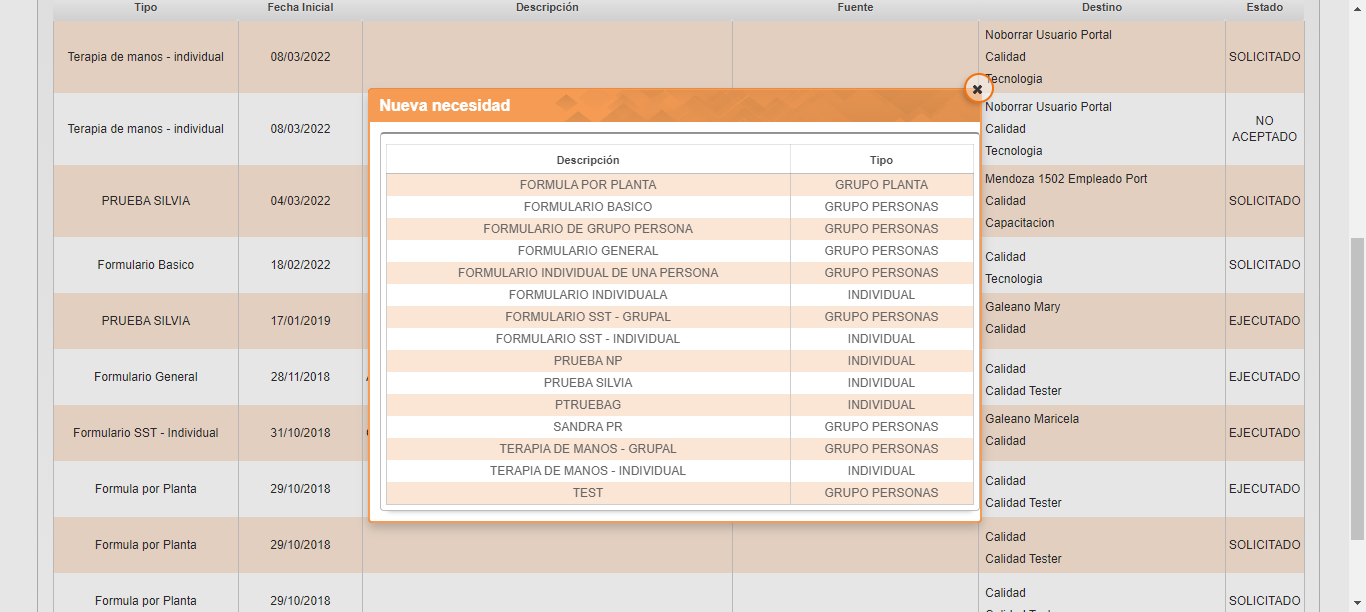 Tipo Fecha Inicial Descripción Fuente Destino Estado
Noborrar Usuario Portal
Terapia de manos - individual 08/03/2022 Calidad SOLICITADO
Tecnologia
Nueva necesidad
Noborrar Usuario Portal
Terapia de manos - individual 08/03/2022 Calidad NO ACEPTADO
Tecnologia
Descripción Tipo
FORMULA POR PLANTA GRUPO PLANTA
FORMULARIO BASICO GRUPO PERSONAS
FORMULARIO DE GRUPO PERSONA GRUPO PERSONAS
FORMULARIO GENERAL GRUPO PERSONAS
FORMULARIO INDIVIDUAL DE UNA PERSONA GRUPO PERSONAS
FORMULARIO INDIVIDUALA INDIVIDUAL
FORMULARIO SST - GRUPAL GRUPO PERSONAS
FORMULARIO SST - INDIVIDUAL INDIVIDUAL
PRUEBA NP INDIVIDUAL
PRUEBA SILVIA INDIVIDUAL
PTRUEBAG INDIVIDUAL
SANDRA PR GRUPO PERSONAS
TERAPIA DE MANOS - GRUPAL GRUPO PERSONAS
TERAPIA DE MANOS - INDIVIDUAL INDIVIDUAL
TEST GRUPO PERSONAS
Mendoza 1502 Empleado Port
PRUEBA SILVIA 04/03/2022 Calidad SOLICITADO
Capacitacion
Calidad
Formulario Basico 18/02/2022 SOLICITADO
Tecnologia
Galeano Mary
PRUEBA SILVIA 17/01/2019 EJECUTADO
Calidad
Calidad
Formulario General 28/11/2018 EJECUTADO
Calidad Tester
Galeano Maricela
Formulario SST - Individual 31/10/2018 EJECUTADO
Calidad
Calidad
Formula por Planta 29/10/2018 EJECUTADO
Calidad Tester
Calidad
Formula por Planta 29/10/2018 SOLICITADO
Calidad Tester
Calidad
Formula por Planta 29/10/2018 SOLICITADO